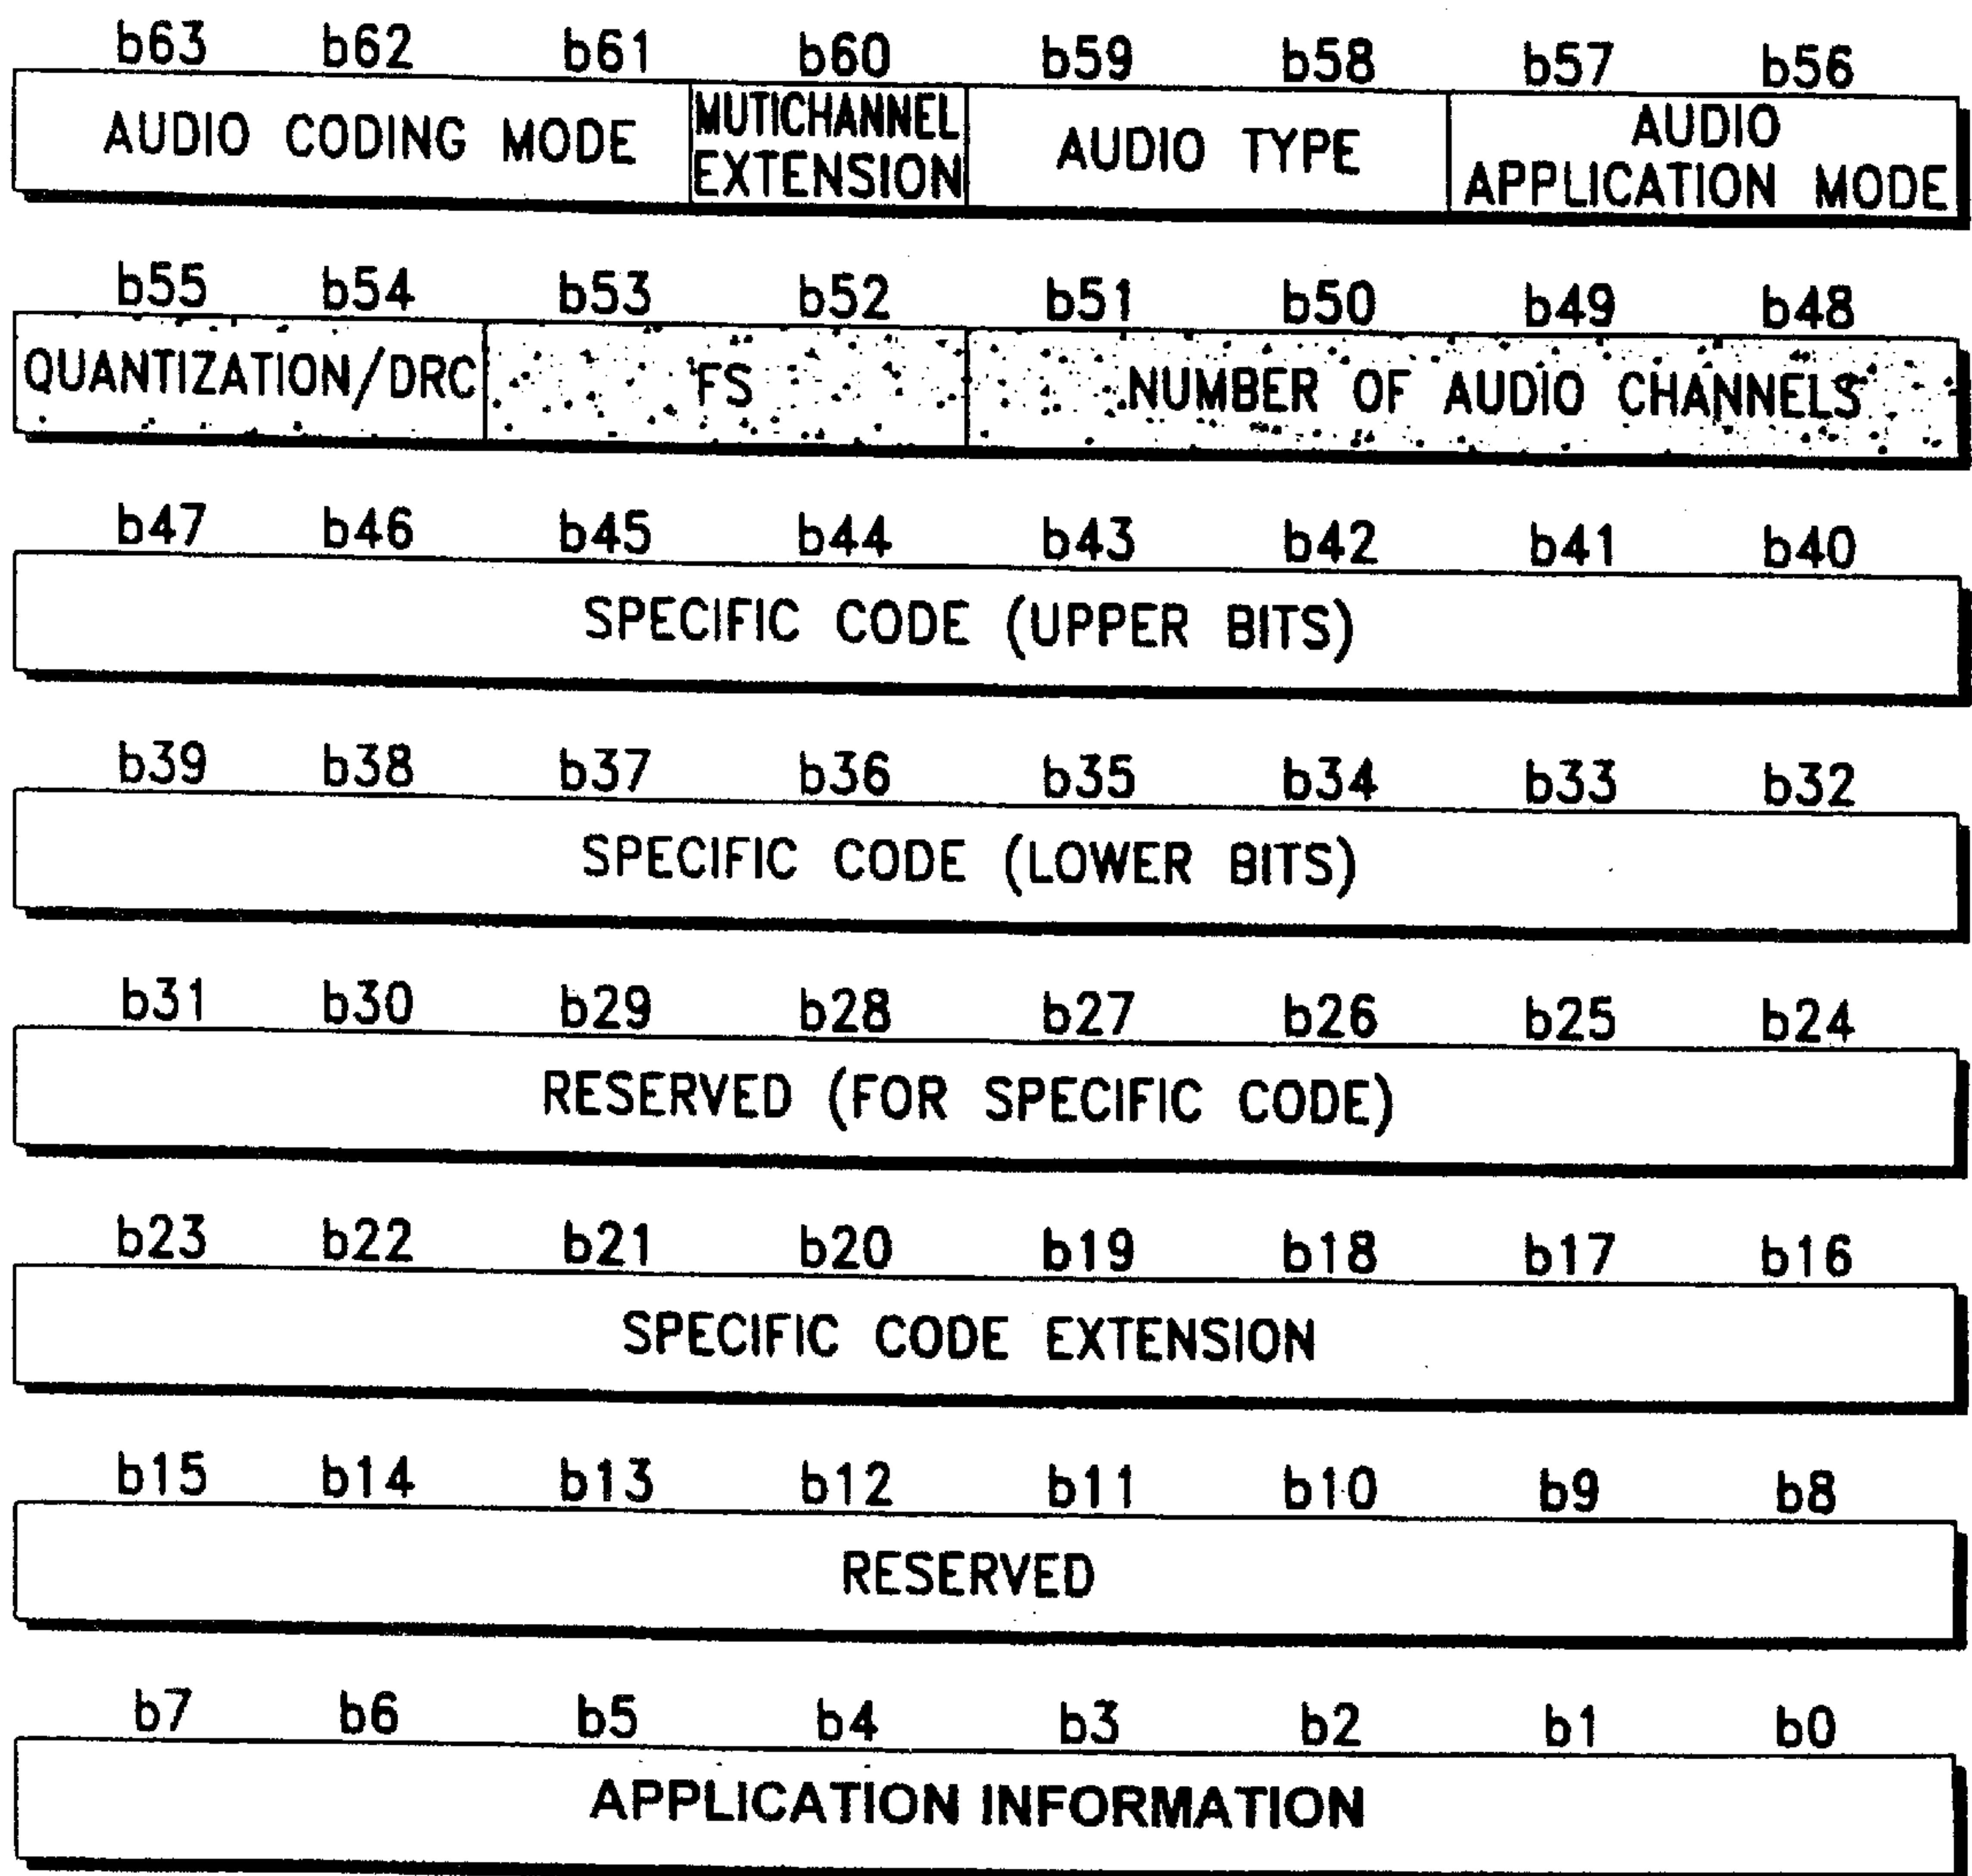 b63 b62 b61 b60 b59 b58 b57 b56
AUDIO CODING MODE
MUTICHANNEL
EXTENSION
AUDIO TYPE
AUDIO
APPLICATION MODE
b55 b54 b53 b52 b51 b50 b49 b48
QUANTIZATION/DRC FS NUMBER OF AUDIO CHANNELS
b47 b46 b45 b44 b43 b42 b41 b40
SPECIFIC CODE (UPPER BITS)
b39 b38 b37 b36 b35 b34 b33 b32
SPECIFIC CODE (LOWER BITS)
b31 b30 b29 b28 b27 b26 b25 b24
RESERVED (FOR SPECIFIC CODE)
b23 b22 b21 b20 b19 b18 b17 b16
SPECIFIC CODE EXTENSION
b15 b14 b13 b12 b11 b10 b9 b8
RESERVED
b7 b6 b5 b4 b3 b2 b1 b0
APPLICATION INFORMATION